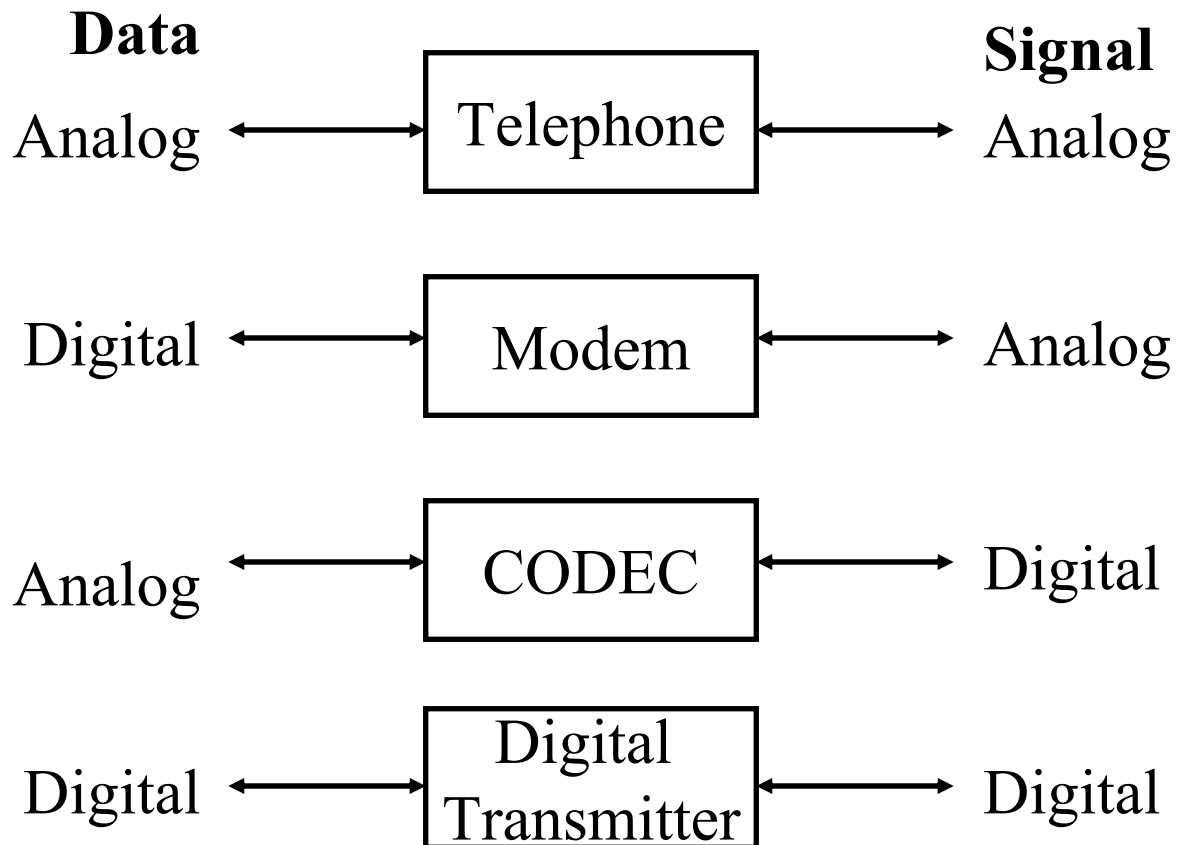 Data Signal
Analog Telephone Analog
Digital Modem Analog
Analog CODEC Digital
Digital Digital Transmitter Digital